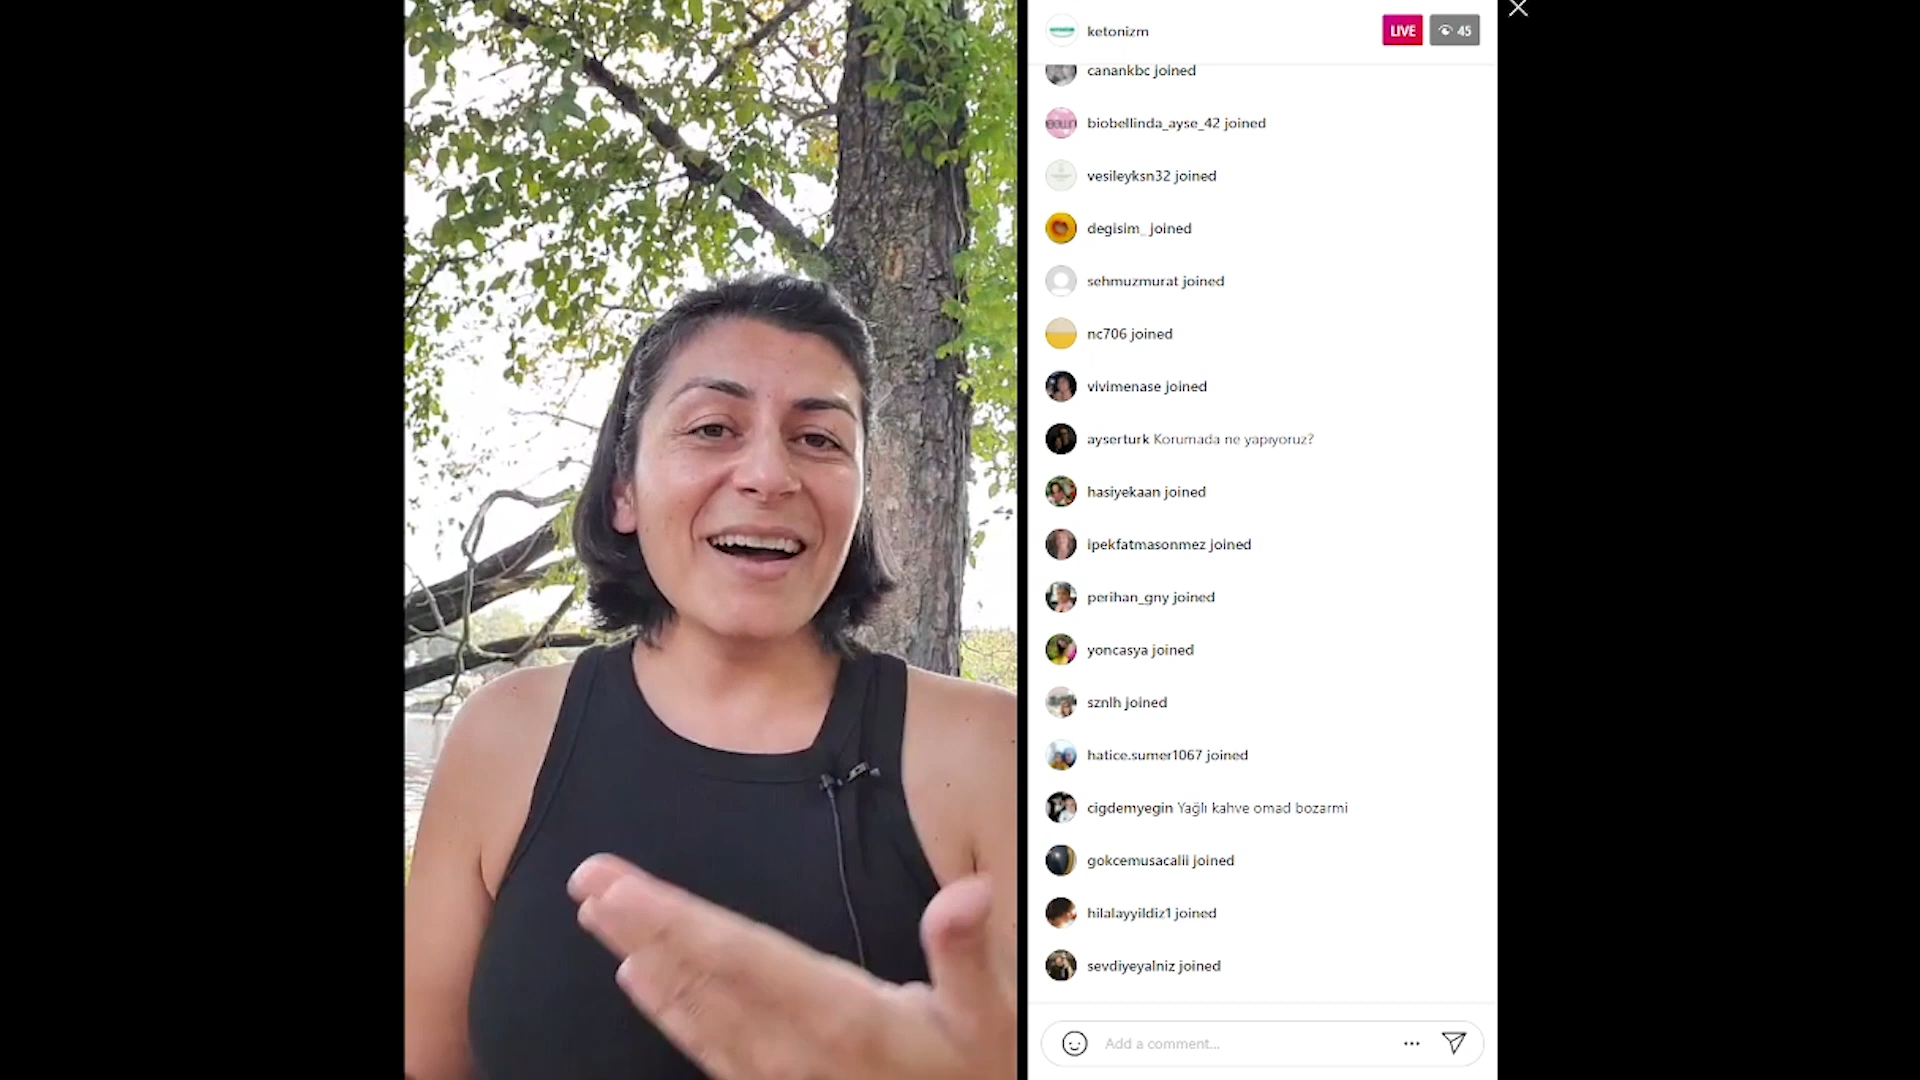 ketonizm
LIVE
45
canankbc joined
biobellinda_ayse_42 joined
vesileyksn32 joined
degisim_ joined
sehmuzmurat joined
nc706 joined
vivimenase joined
ayserturk Korumada ne yapıyoruz?
hasiyekaan joined
ipekfatmasonmez joined
perihan_gny joined
yoncasya joined
sznlh joined
hatice.sumer1067 joined
cigdemyegin Yağlı kahve omad bozarmi
gokcemusacalii joined
hilalayyildiz1 joined
sevdiyeyalniz joined
Add a comment...